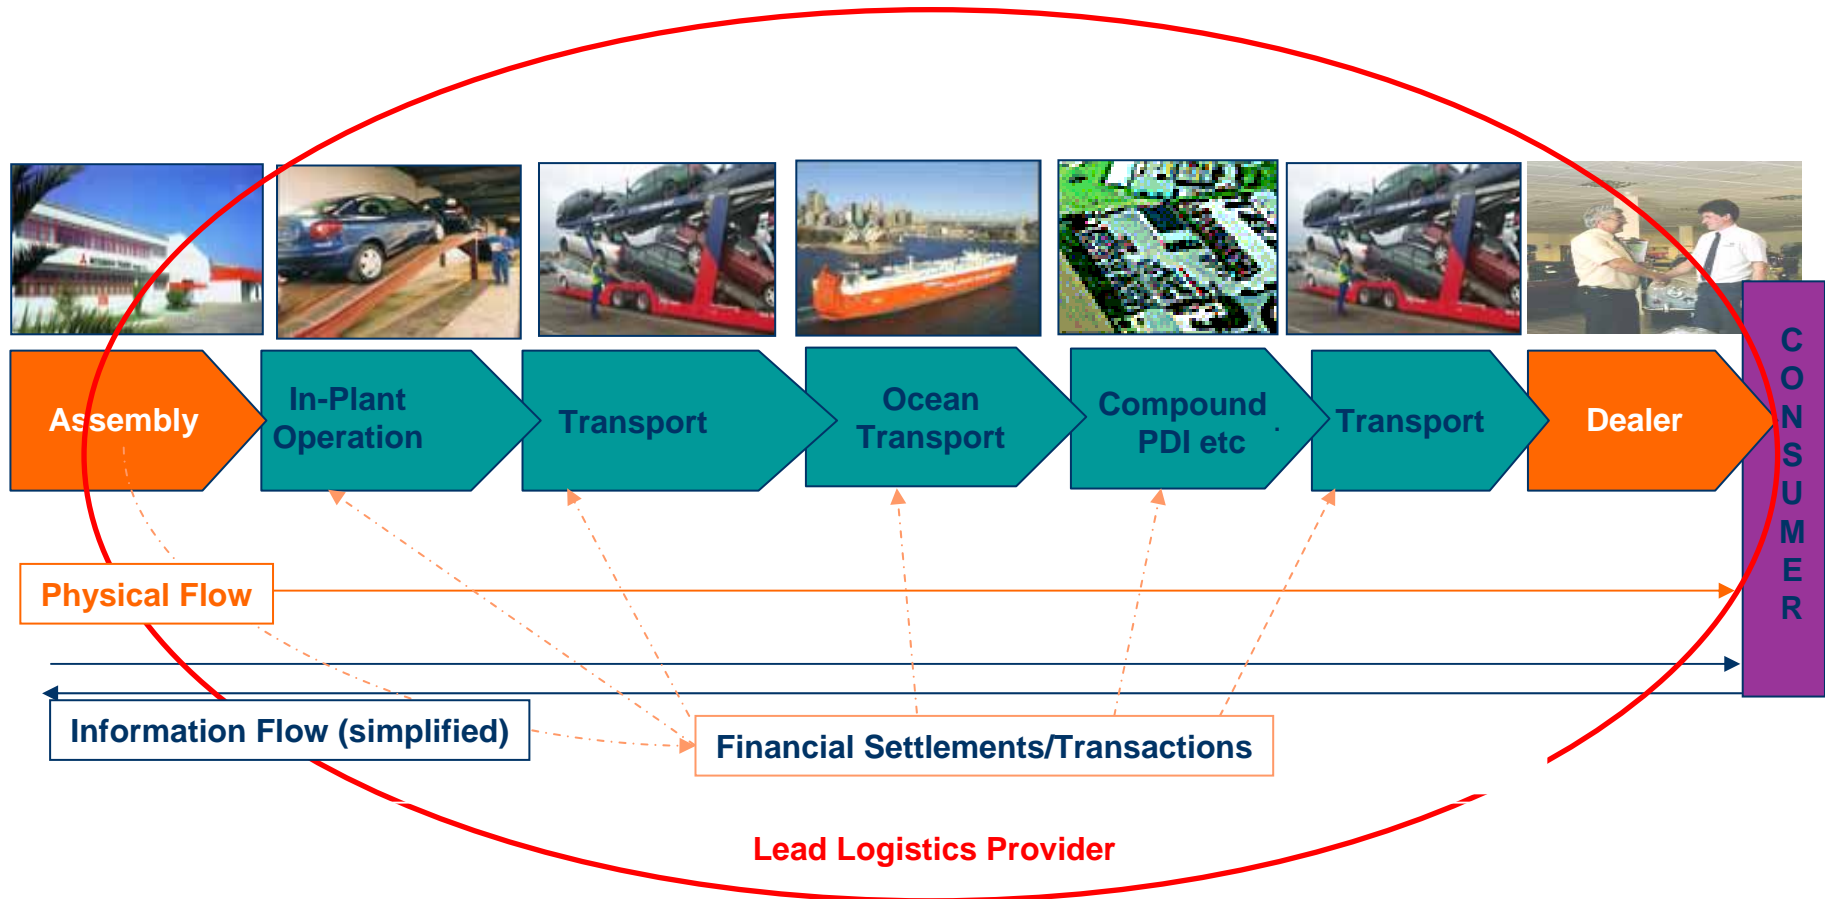 Assembly
In-Plant
Operation
Transport
Ocean
Transport
Compound
PDI etc
.
Transport
Dealer
CONSUMER
Physical Flow
Information Flow (simplified)
Financial Settlements/Transactions
Lead Logistics Provider